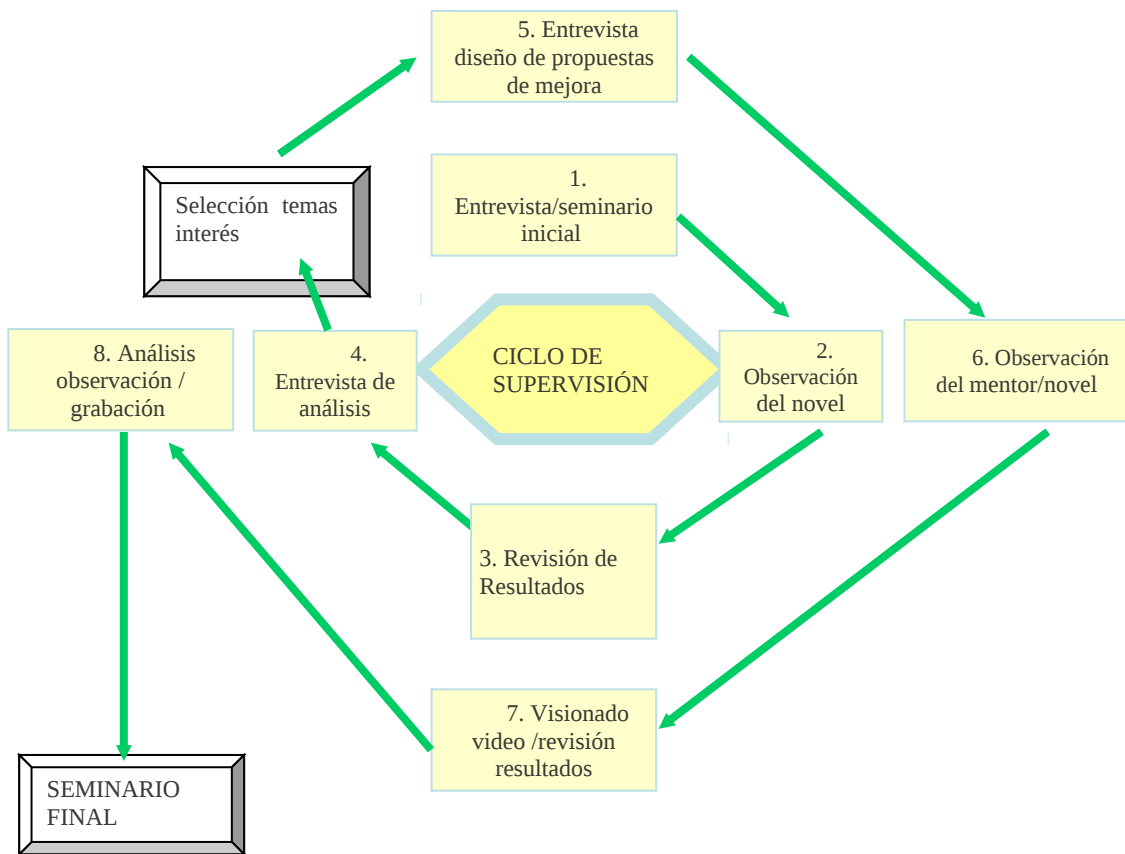 5. Entrevista
diseño de propuestas
de mejora
1.
Entrevista/seminario
inicial
Selección temas
interés
8. Análisis
observación /
grabación
4.
Entrevista de
análisis
CICLO DE
SUPERVISIÓN
2.
Observación
del novel
6. Observación
del mentor/novel
3. Revisión de
Resultados
7. Visionado
video /revisión
resultados
SEMINARIO
FINAL